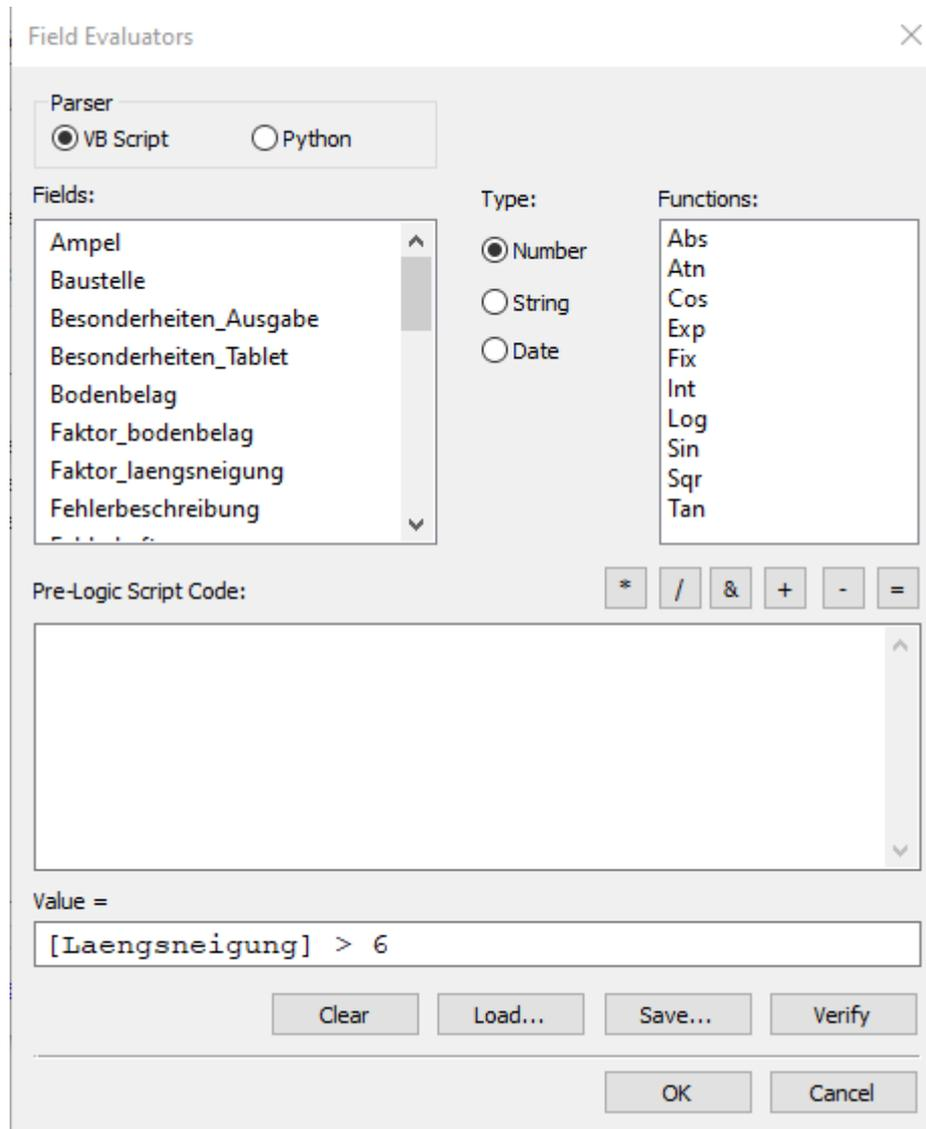 Field Evaluators
Parser
VB Script Python
Fields:
Type:
Functions:
Ampel
Baustelle
Besonderheiten_Ausgabe
Besonderheiten_Tablet
Bodenbelag
Faktor_bodenbelag
Faktor_laengsneigung
Fehlerbeschreibung
Number
String
Date
Abs
Atn
Cos
Exp
Fix
Int
Log
Sin
Sqr
Tan
Pre-Logic Script Code:
* / & + - =
Value =
[Laengsneigung] > 6
Clear Load... Save... Verify
OK Cancel